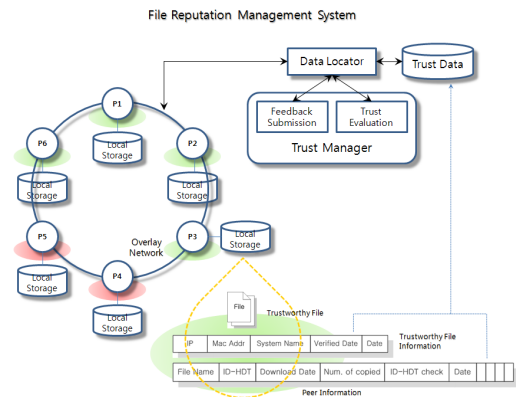 File Reputation Management System
Data Locator
Trust Data
Feedback
Submission
Trust
Evaluation
Trust Manager
P1
Local
Storage
P2
Local
Storage
P6
Local
Storage
P5
Local
Storage
P4
Local
Storage
P3
Local
Storage
Overlay
Network
File
Trustworthy File
IP Mac Addr System Name Verified Date Date
Trustworthy File
Information
File Name ID-HDT Download Date Num. of copied ID-HDT check Date
Peer Information